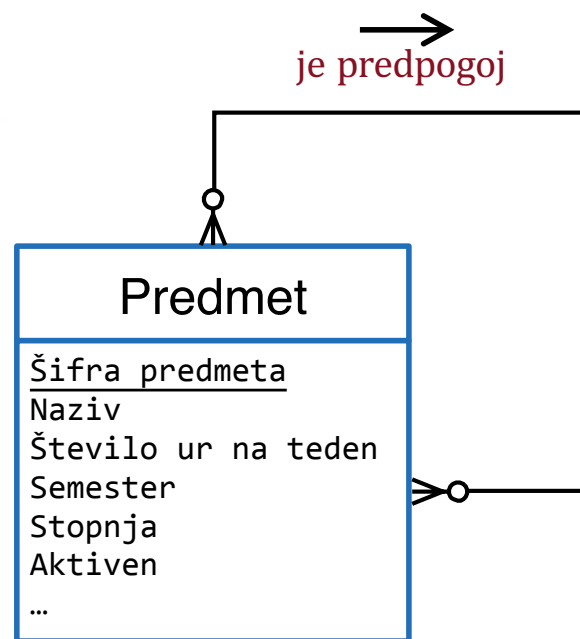 je predpogoj
Predmet
Šifra predmeta
Naziv
Število ur na teden
Semester
Stopnja
Aktiven
…